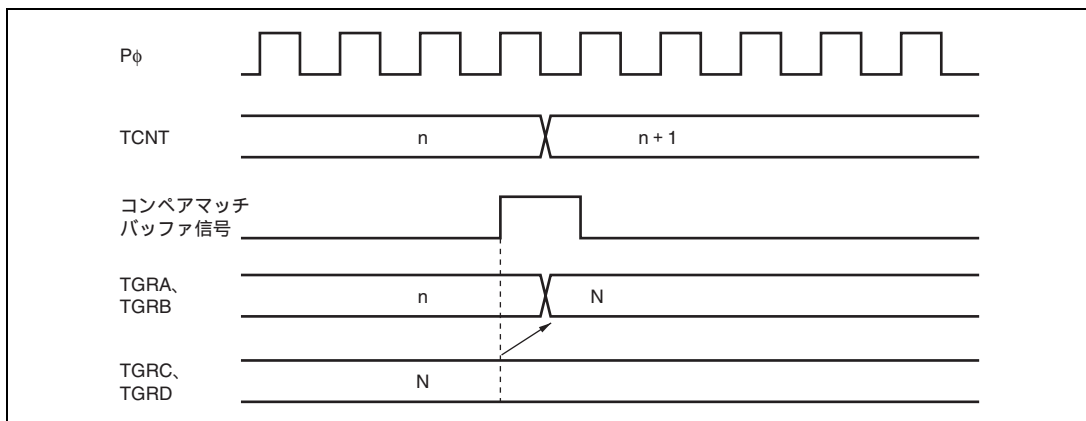 Pφ
TCNT
n
n + 1
コンペアマッチ
バッファ信号
TGRA、
TGRB
n
N
TGRC、
TGRD
N